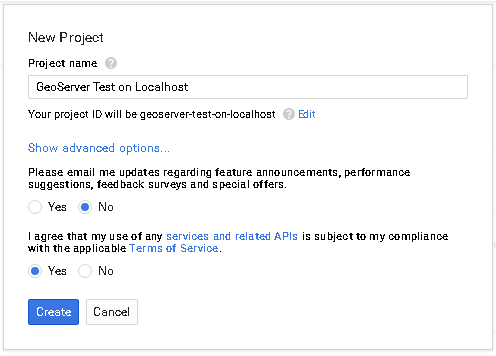 New Project
Project name ?
GeoServer Test on Localhost
Your project ID will be geoserver-test-on-localhost ? Edit
Show advanced options...
Please email me updates regarding feature announcements, performance
suggestions, feedback surveys and special offers.
Yes No
I agree that my use of any services and related APIs is subject to my compliance
with the applicable Terms of Service.
Yes No
Create Cancel